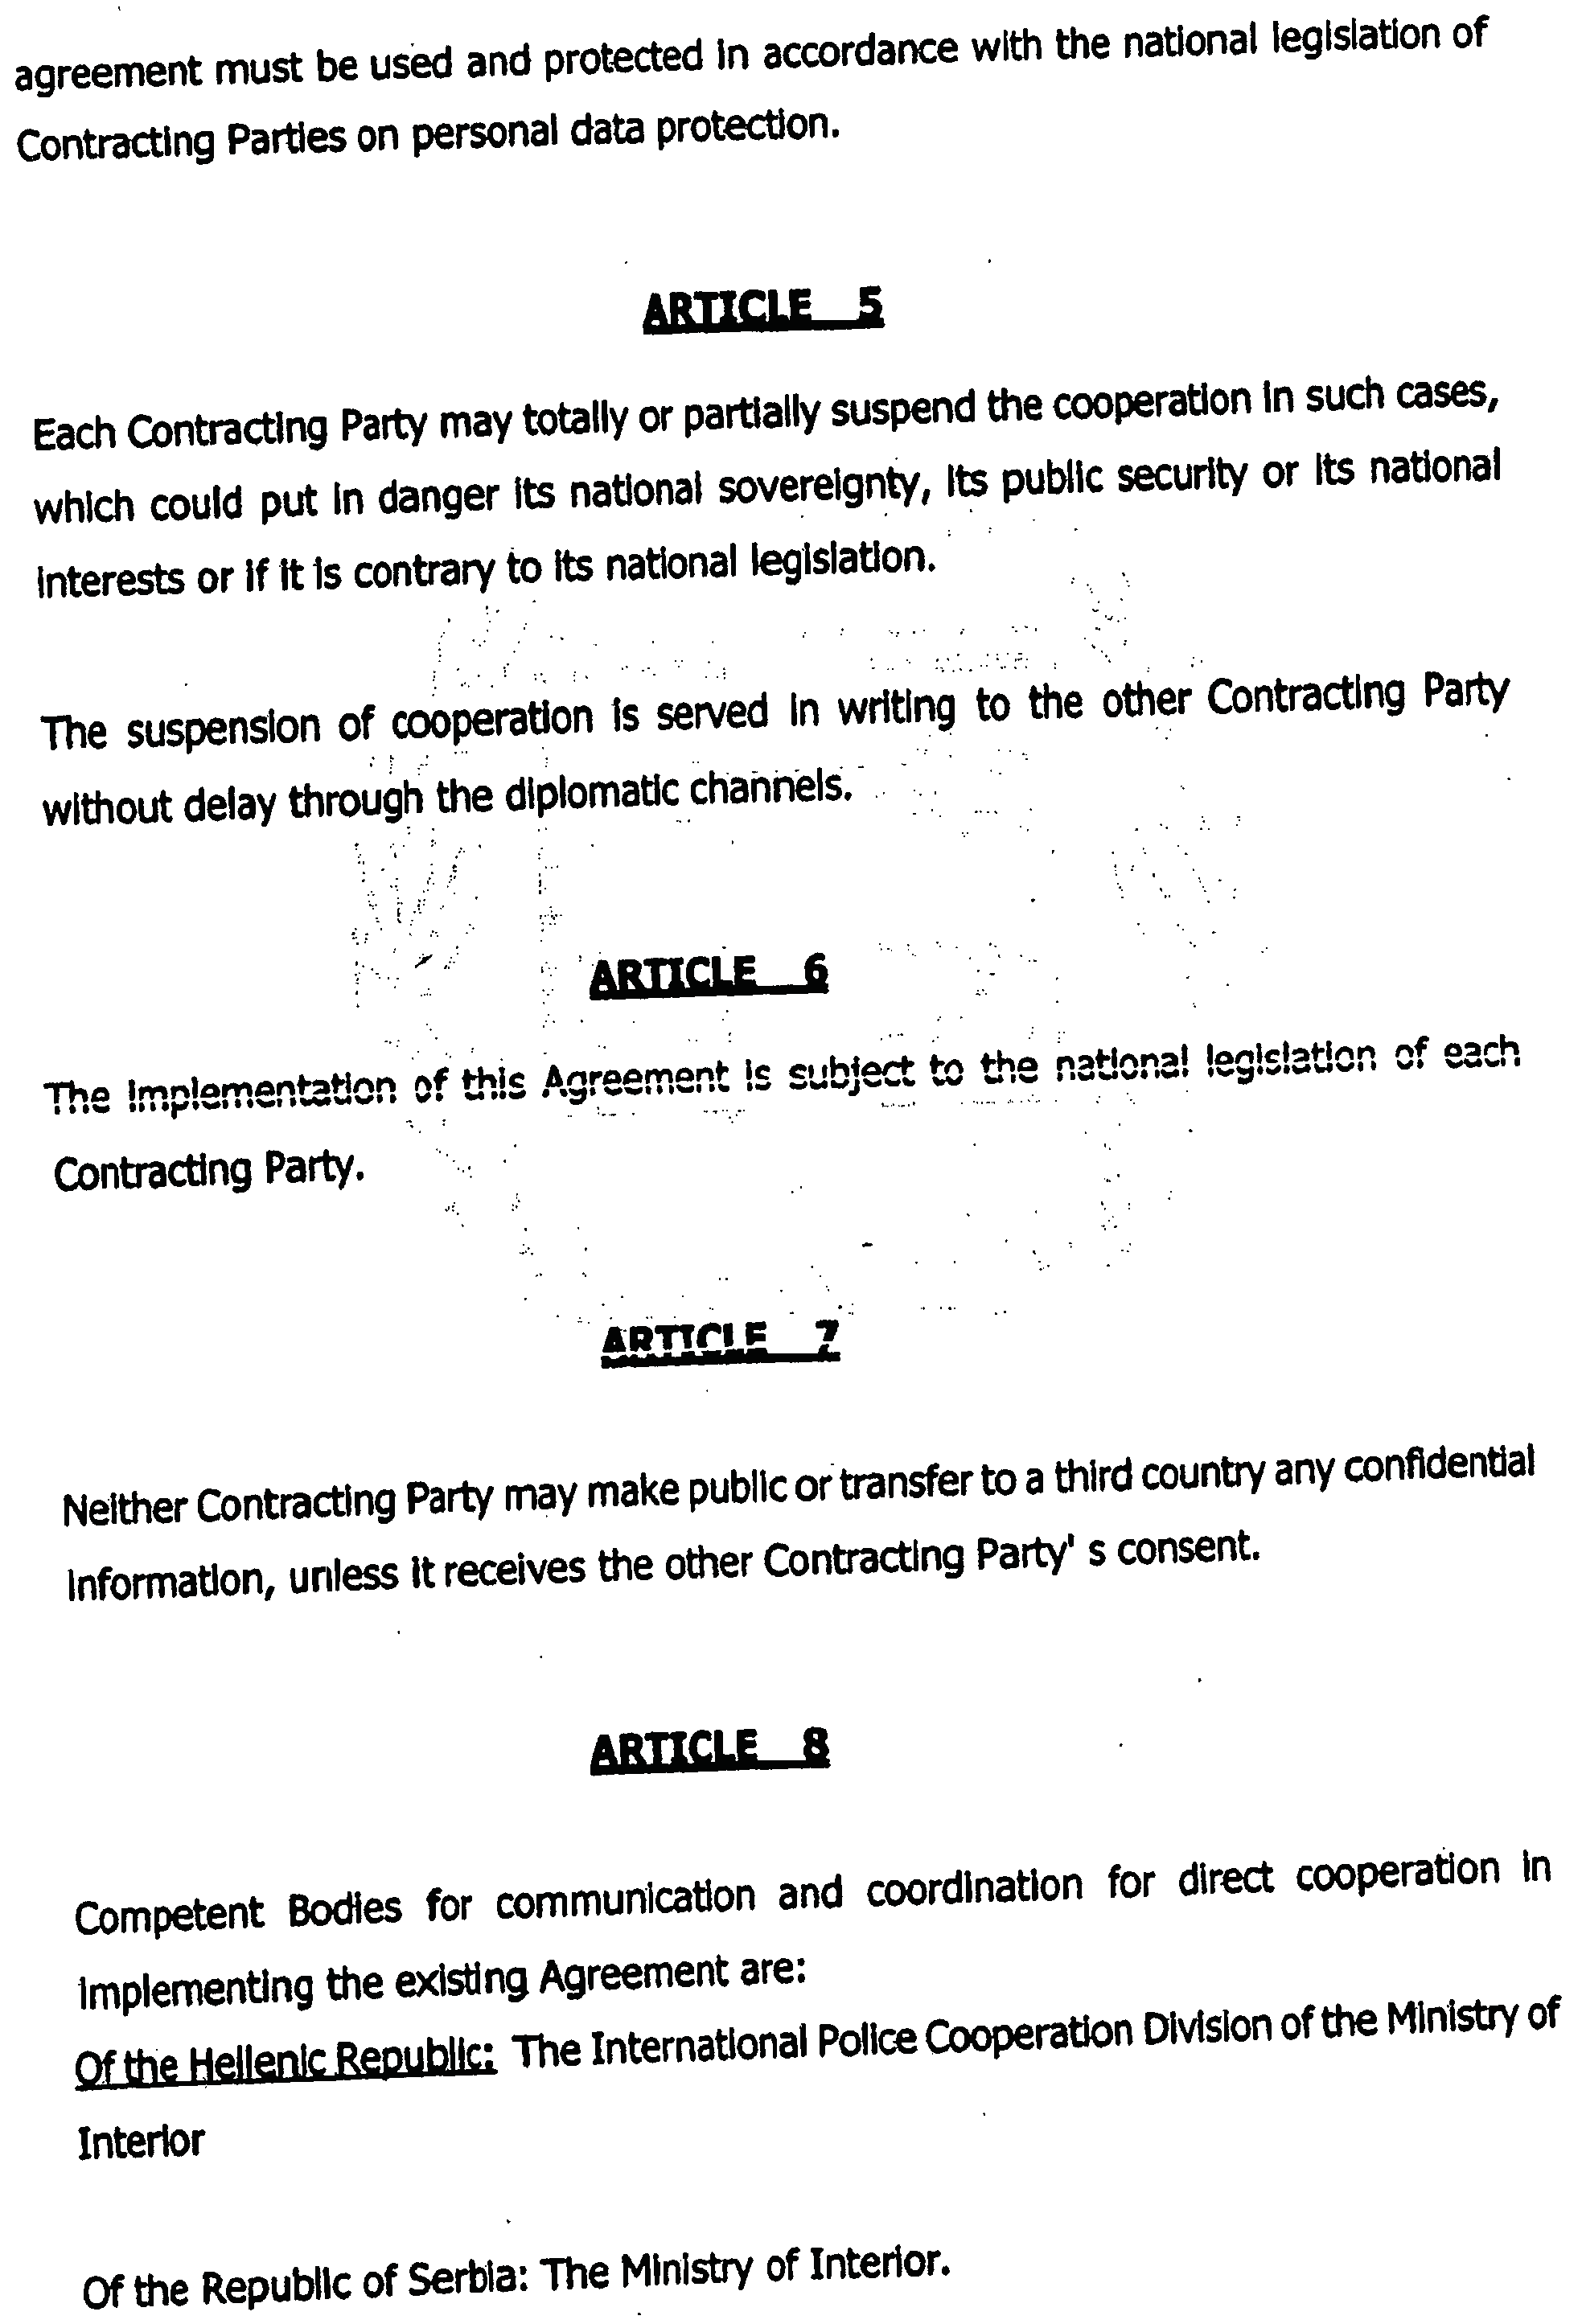 agreement must be used and protected in accordance with the national legislation of
Contracting Parties on personal data protection.
ARTICLE 5
Each Contracting Party may totally or partially suspend the cooperation in such cases,
which could put in danger its national sovereignty, its public security or its national
interests or if it is contrary to its national legislation.
The suspension of cooperation is served in writing to the other Contracting Party
without delay through the diplomatic channels.
ARTICLE 6
The implementation of this Agreement is subject to the national legislation of each
Contracting Party.
ARTICLE 7
Neither Contracting Party may make public or transfer to a third country any confidential
information, unless it receives the other Contracting Party' s consent.
ARTICLE 8
Competent Bodies for communication and coordination for direct cooperation in
implementing the existing Agreement are:
Of the Hellenic Republic: The International Police Cooperation Division of the Ministry of
Interior
Of the Republic of Serbia: The Ministry of Interior.